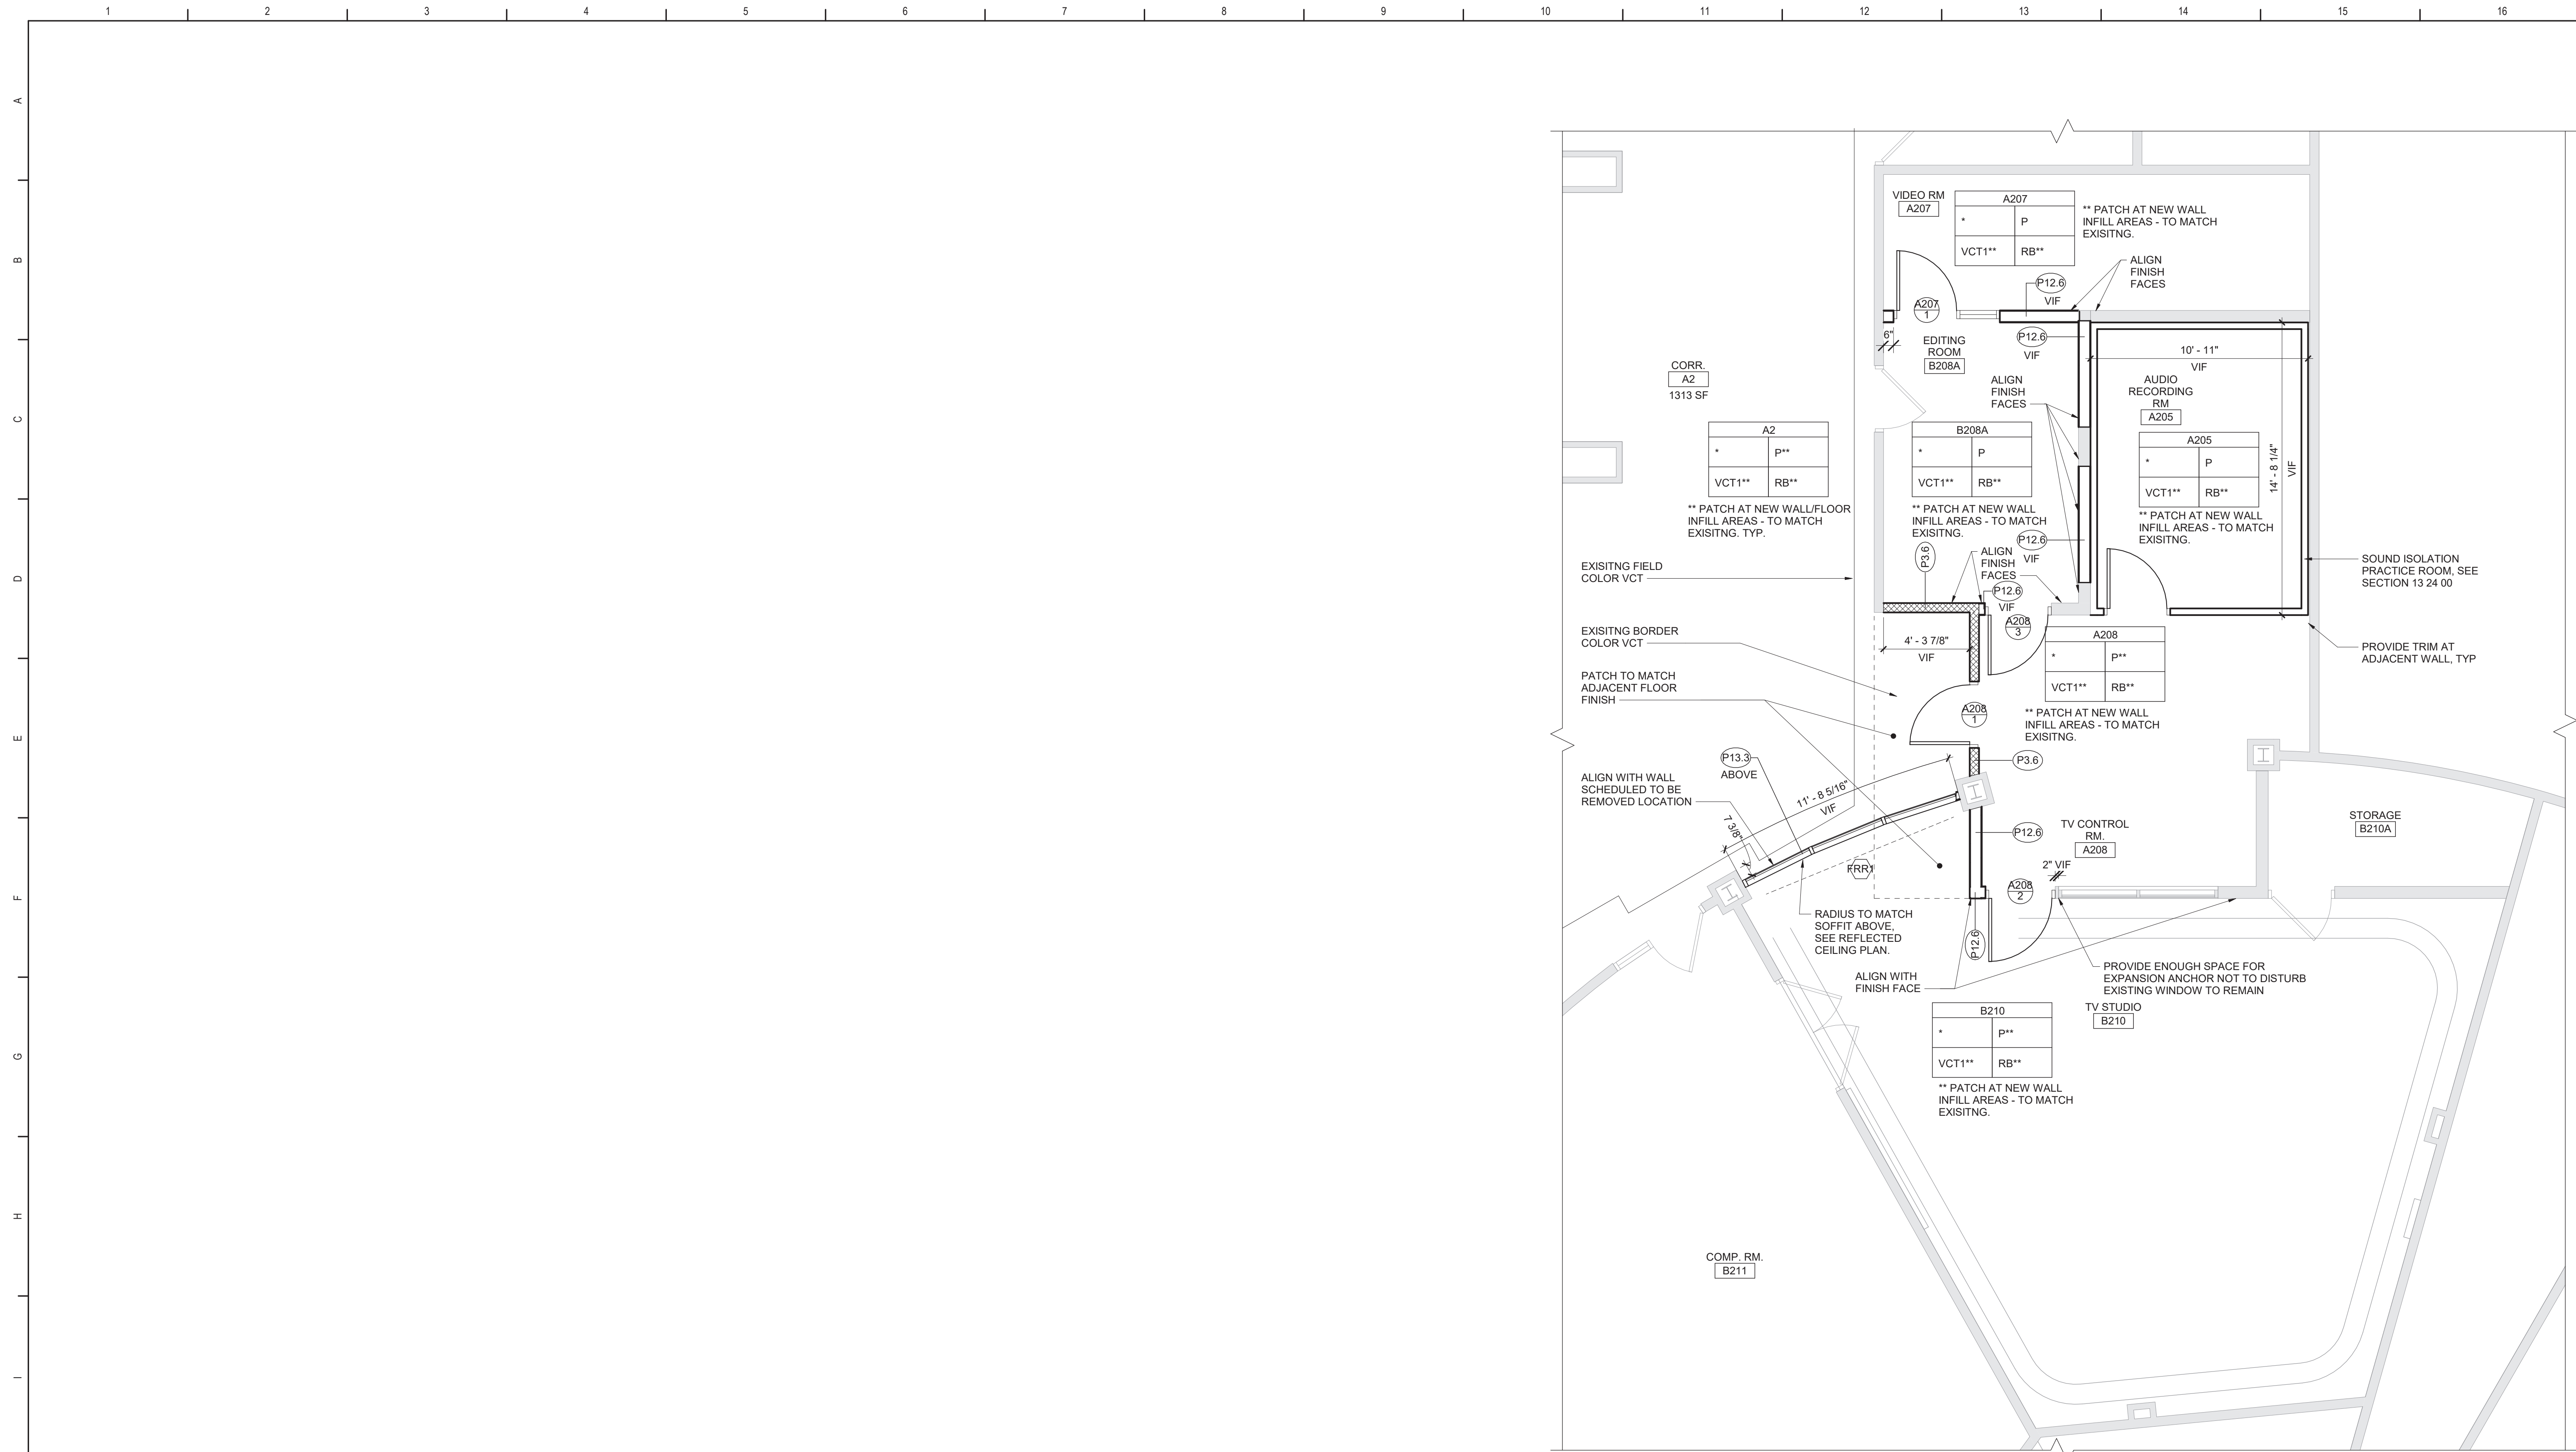 1 2 3 4 5 6 7 8 9 10 11 12 13 14 15 16
A
B
C
D
E
F
G
H
I
VIDEO RM
A207
A207
* P
VCT1** RB**
** PATCH AT NEW WALL
INFILL AREAS - TO MATCH
EXISITNG.
ALIGN
FINISH
FACES
P12.6
VIF
A207
1
6"
EDITING
ROOM
B208A
P12.6
VIF
10' - 11"
VIF
CORR.
A2
1313 SF
ALIGN
FINISH
FACES
AUDIO
RECORDING
RM
A205
A2
* P**
VCT1** RB**
** PATCH AT NEW WALL/FLOOR
INFILL AREAS - TO MATCH
EXISITNG. TYP.
B208A
* P
VCT1** RB**
** PATCH AT NEW WALL
INFILL AREAS - TO MATCH
EXISITNG.
A205
* P
VCT1** RB**
** PATCH AT NEW WALL
INFILL AREAS - TO MATCH
EXISITNG.
14' - 8 1/4"
VIF
P12.6
VIF
P3.6
ALIGN
FINISH
FACES
P12.6
VIF
EXISITNG FIELD
COLOR VCT
SOUND ISOLATION
PRACTICE ROOM, SEE
SECTION 13 24 00
A208
3
EXISITNG BORDER
COLOR VCT
4' - 3 7/8"
VIF
A208
* P**
VCT1** RB**
** PATCH AT NEW WALL
INFILL AREAS - TO MATCH
EXISITNG.
PROVIDE TRIM AT
ADJACENT WALL, TYP
PATCH TO MATCH
ADJACENT FLOOR
FINISH
A208
1
P3.6
P13.3
ABOVE
ALIGN WITH WALL
SCHEDULED TO BE
REMOVED LOCATION
11' - 8 5/16"
VIF
7 3/8"
P12.6
TV CONTROL
RM.
A208
STORAGE
B210A
FRR1
2" VIF
A208
2
P12.6
RADIUS TO MATCH
SOFFIT ABOVE,
SEE REFLECTED
CEILING PLAN.
ALIGN WITH
FINISH FACE
PROVIDE ENOUGH SPACE FOR
EXPANSION ANCHOR NOT TO DISTURB
EXISTING WINDOW TO REMAIN
TV STUDIO
B210
B210
* P**
VCT1** RB**
** PATCH AT NEW WALL
INFILL AREAS - TO MATCH
EXISITNG.
COMP. RM.
B211